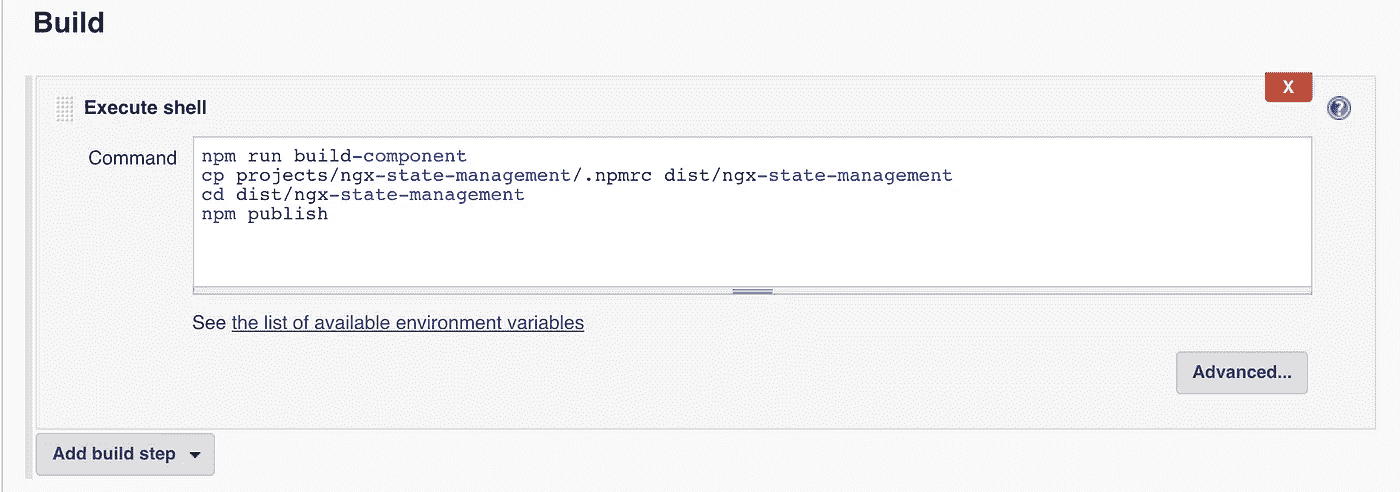 Build
X
Execute shell
Command
npm run build-component
cp projects/ngx-state-management/.npmrc dist/ngx-state-management
cd dist/ngx-state-management
npm publish
See the list of available environment variables
Advanced...
Add build step